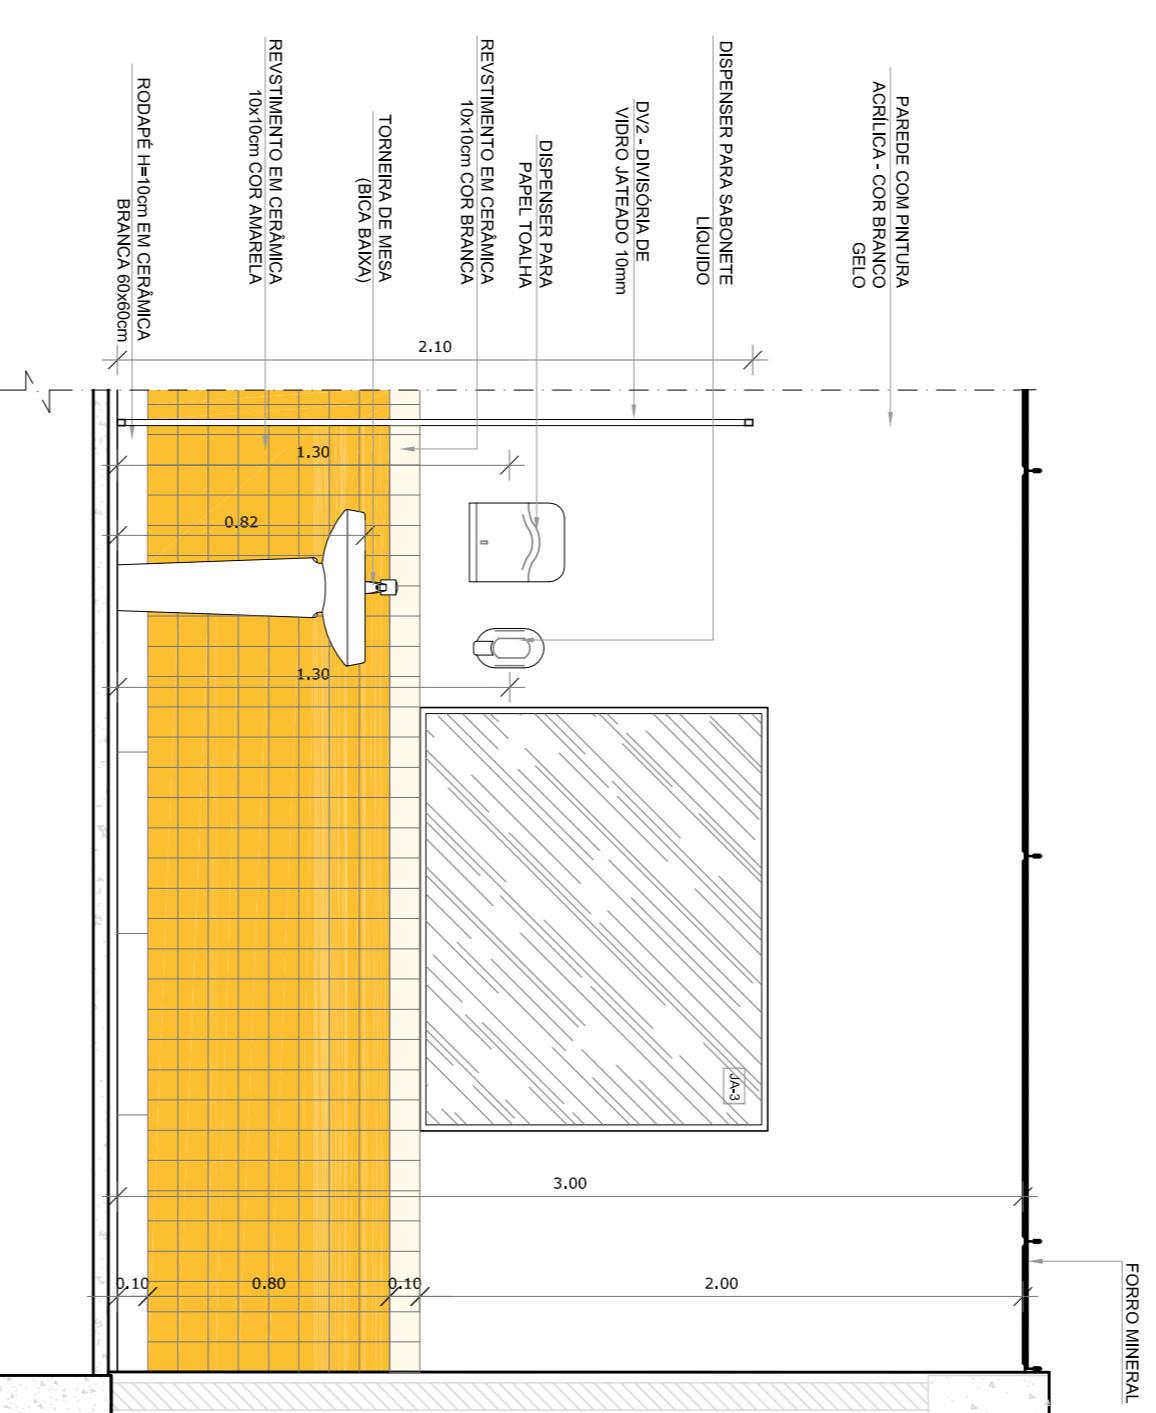 PAREDE COM PINTURA
ACRÍLICA - COR BRANCO
GELO
DISPENSER PARA SABONETE
LÍQUIDO
DV2 - DIVISÓRIA DE
VIDRO JATEADO 10mm
DISPENSER PARA
PAPEL TOALHA
REVSTIMENTO EM CERÂMICA
10x10cm COR BRANCA
TORNEIRA DE MESA
(BICA BAIXA)
REVSTIMENTO EM CERÂMICA
10x10cm COR AMARELA
RODAPÉ H=10cm EM CERÂMICA
BRANCA 60x60cm
2.10
1.30
0.82
1.30
JA-3
3.00
0.10
0.80
0.10
2.00
FORRO MINERAL